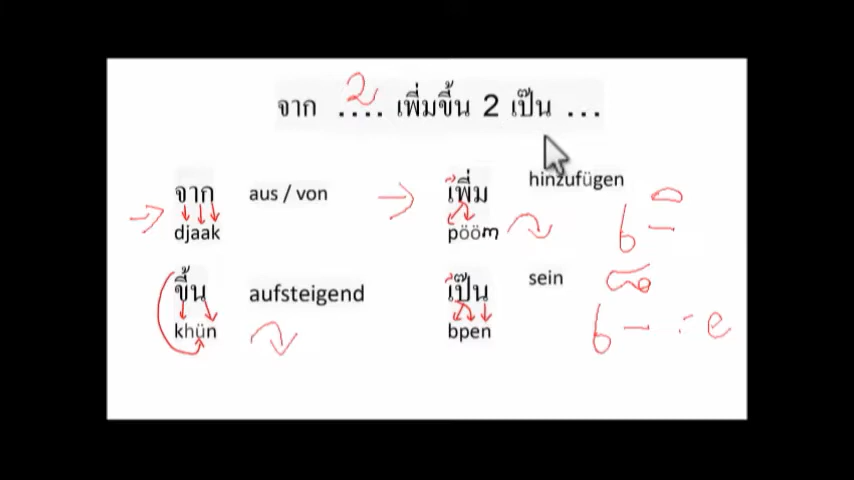 จาก 2 .... เพิ่มขึ้น 2 เป็น ...
จาก aus / von
djaak
เพิ่ม hinzufügen
pööm
ขึ้น aufsteigend
khün
เป็น sein
bpen